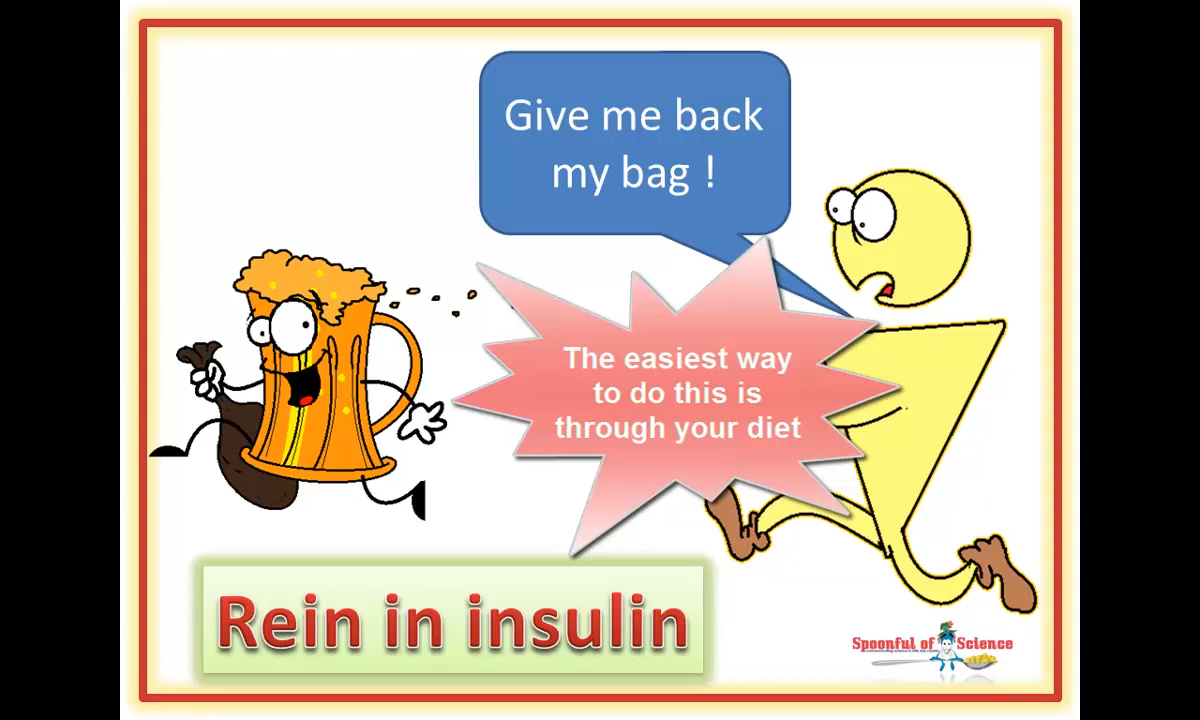 Give me back
my bag !
The easiest way
to do this is
through your diet
Rein in insulin
Spoonful of Science